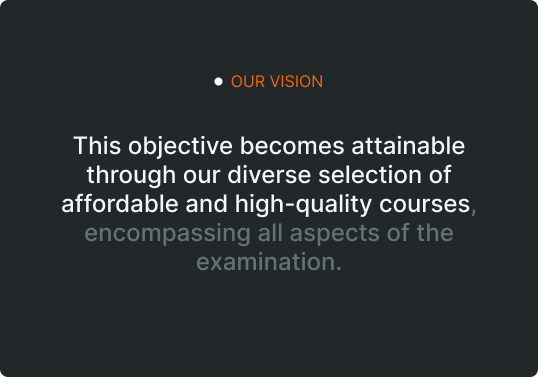 OUR VISION
This objective becomes attainable
through our diverse selection of
affordable and high-quality courses,
encompassing all aspects of the
examination.